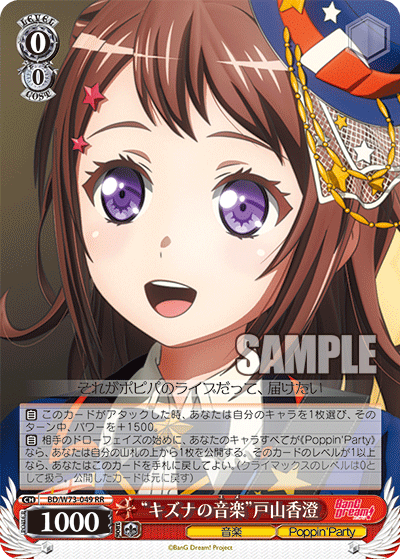 LEVEL
0
0
COST
SAMPLE
それがポピパのライブだって、届けたい
自 このカードがアタックした時、あなたは自分のキャラを1枚選び、そのターン中、パワーを＋1500。
自 相手のドローフェイズの始めに、あなたのキャラすべてが《Poppin'Party》なら、あなたは自分の山札の上から1枚を公開する。そのカードのレベルが1以上なら、あなたはこのカードを手札に戻してよい。（クライマックスのレベルは0として扱う。公開したカードは元に戻す）
CH BD/W73-049 RR
1000
“キズナの音楽”戸山香澄
BanG Dream!
音楽
Poppin'Party
©BanG Dream! Project